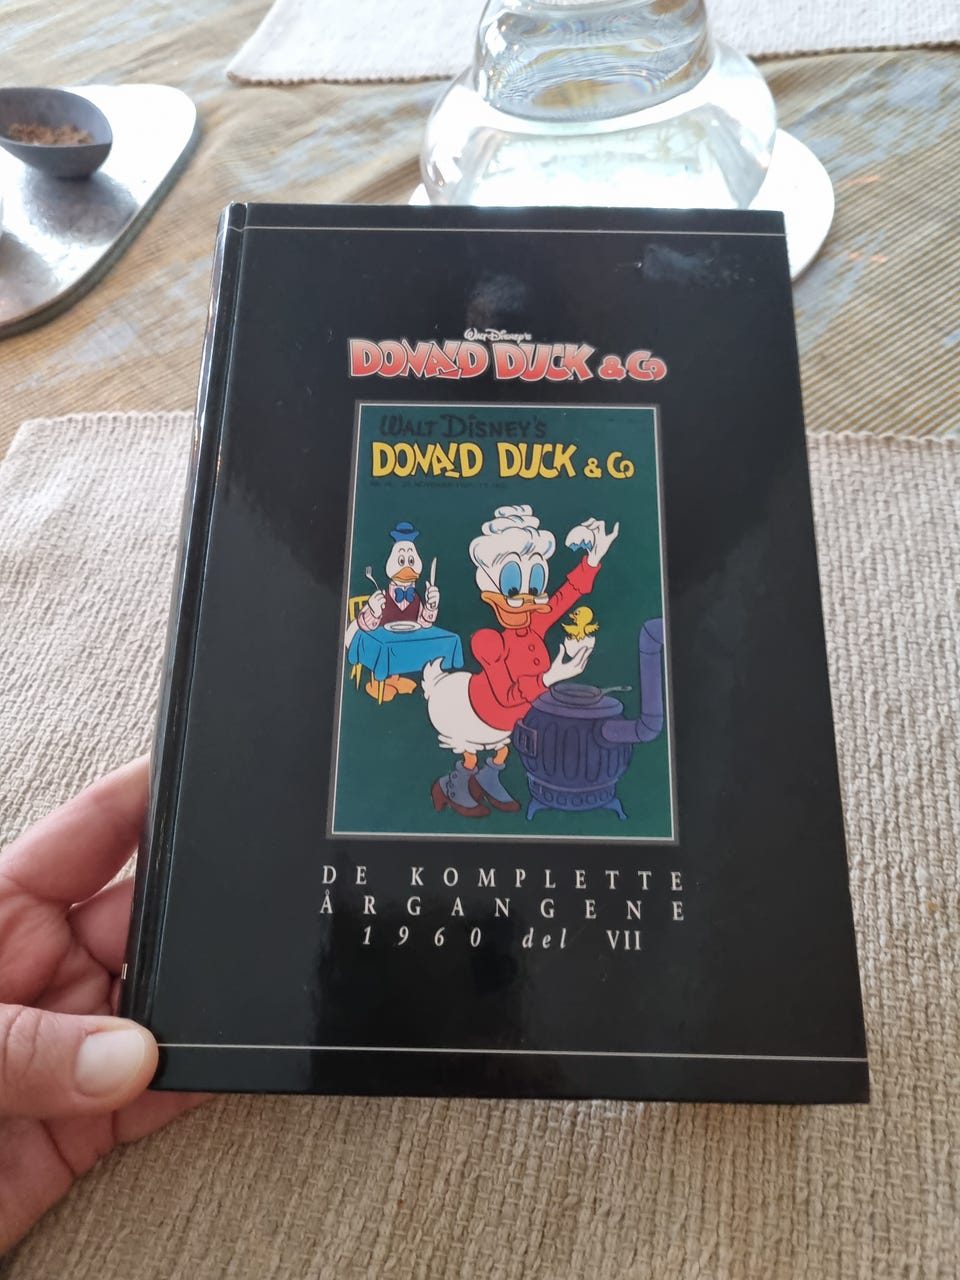 Walt Disney's
DONALD DUCK & Co
WALT DISNEY'S
DONALD DUCK & Co
DE KOMPLETTE
ÅRGANGENE
1960 del VII